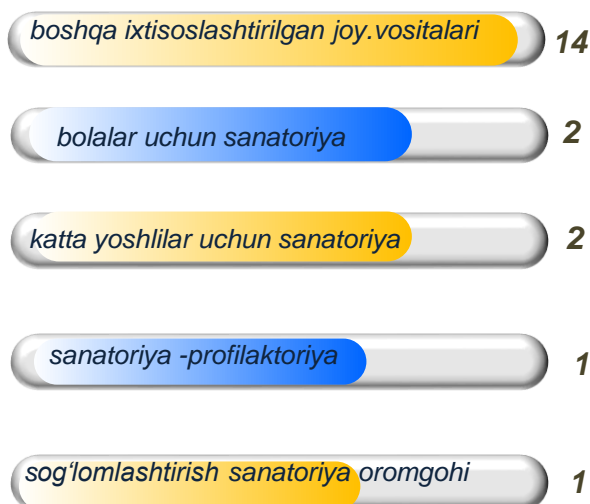 boshqa ixtisoslashtirilgan joy.vositalari 14
bolalar uchun sanatoriya 2
katta yoshlilar uchun sanatoriya 2
sanatoriya -profilaktoriya 1
sog‘lomlashtirish sanatoriya oromgohi 1